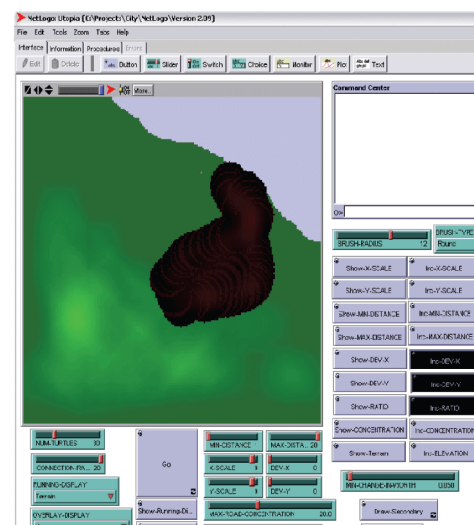 NetLogo: Utopia {C:\Projects\City\NetLogo\Version 2.09}
File Edit Tools Zoom Tabs Help
Interface Information Procedures Errors
Edit Delete Button Slider Switch Choice Monitor Plot Text
More...
Command Center
O>
BRUSH-RADIUS 12 BRUSH-TYPE
Round
Show-X-SCALE Inc-X-SCALE
Show-Y-SCALE Inc-Y-SCALE
Show-MIN-DISTANCE Inc-MIN-DISTANCE
Show-MAX-DISTANCE Inc-MAX-DISTANCE
Show-DEV-X Inc-DEV-X
Show-DEV-Y Inc-DEV-Y
Show-RATIO Inc-RATIO
Show-CONCENTRATION Inc-CONCENTRATION
Show-Terrain Inc-ELEVATION
NUM-TURTLES
CONNECTION-RA... 20
RUNNING-DISPLAY
Terrain
OVERLAY-DISPLAY
Go
Show-Running-Di...
MIN-DISTANCE MAX-DISTA... 20
X-SCALE DEV-X 0
Y-SCALE DEV-Y 0
MAX-ROAD-CONCENTRATION 20.0
MIN-CHANGE-IN-WORTH
Draw-Secondary